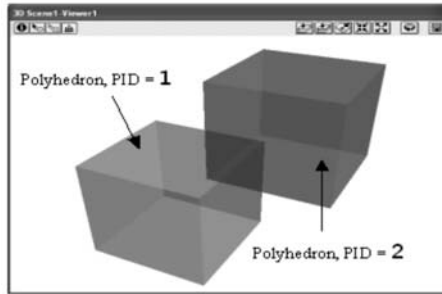 3D Scene1-Viewer1
Polyhedron, PID = 1
Polyhedron, PID = 2